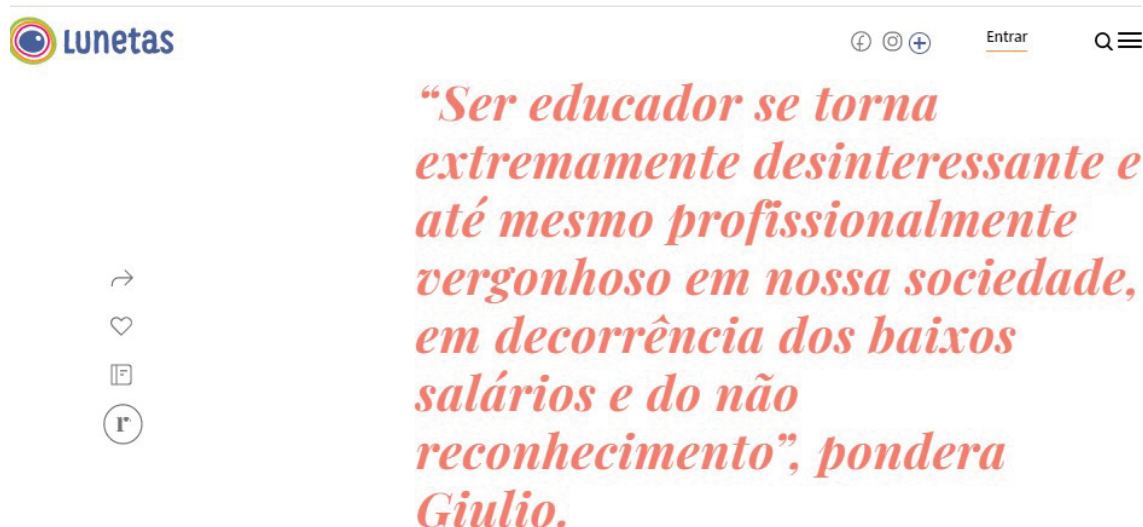 LUNETAS
Entrar
“Ser educador se torna
extremamente desinteressante e
até mesmo profissionalmente
vergonhoso em nossa sociedade,
em decorrência dos baixos
salários e do não
reconhecimento”, pondera
Giulio.
r